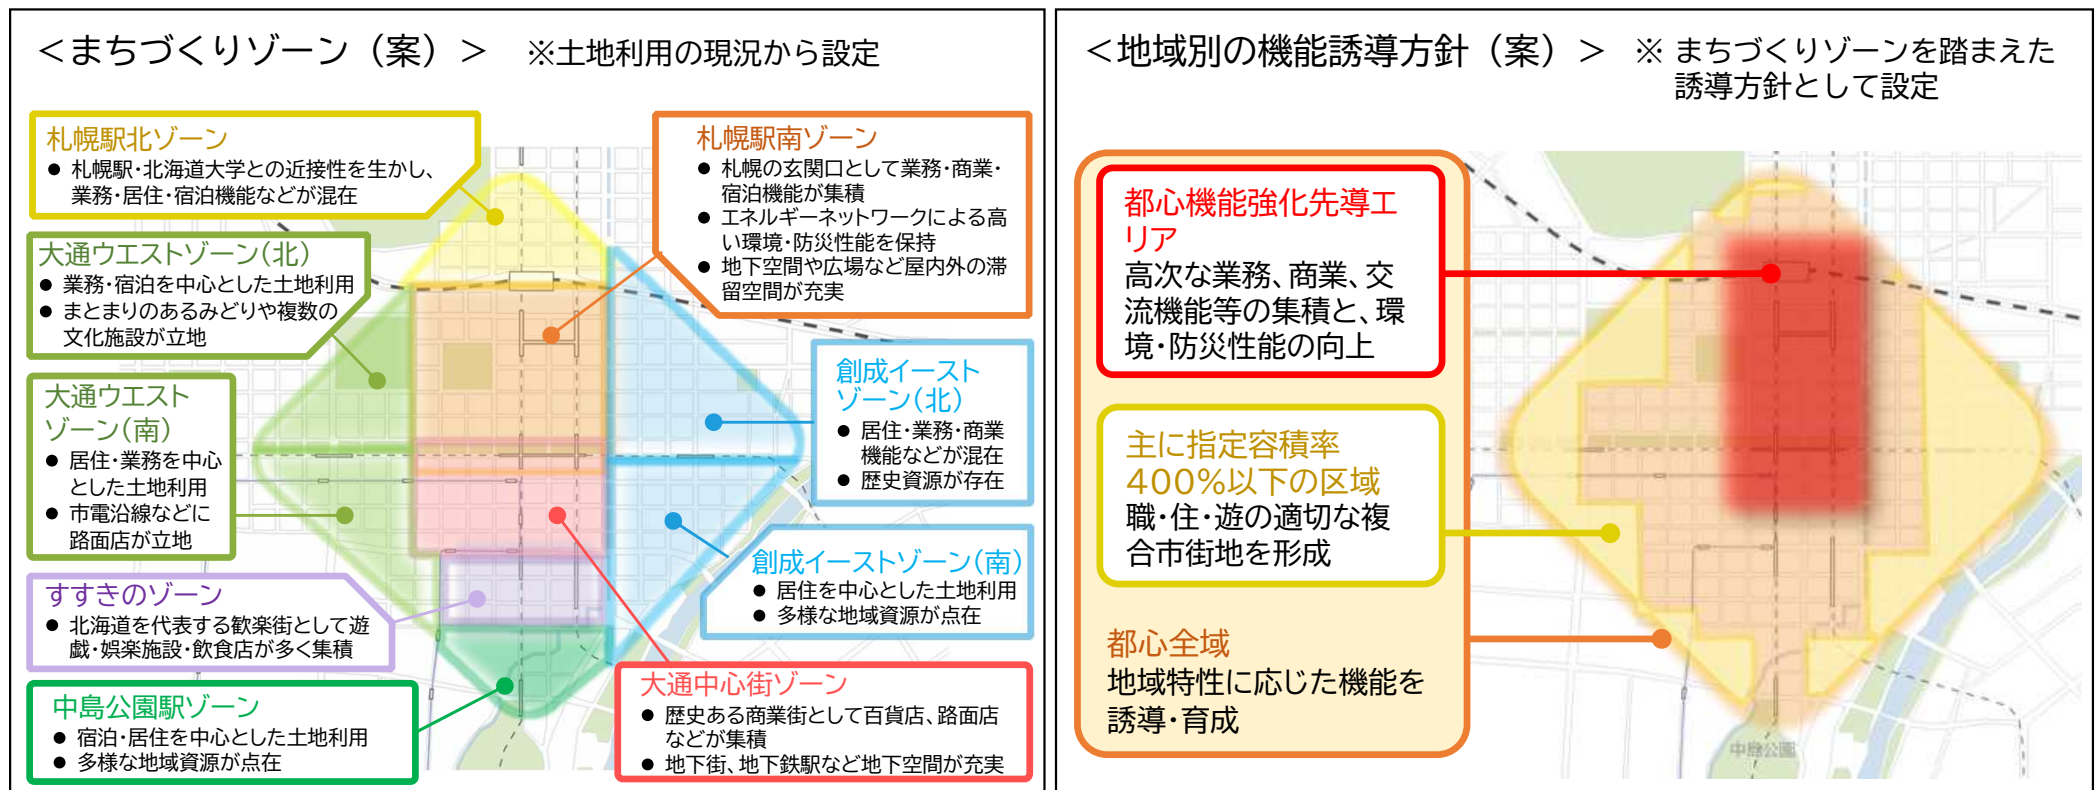 ＜まちづくりゾーン（案）＞ ※土地利用の現況から設定
札幌駅北ゾーン
● 札幌駅・北海道大学との近接性を生かし、
業務・居住・宿泊機能などが混在
大通ウエストゾーン（北）
● 業務・宿泊を中心とした土地利用
● まとまりのあるみどりや複数の
文化施設が立地
大通ウエスト
ゾーン（南）
● 居住・業務を中心
とした土地利用
● 市電沿線などに
路面店が立地
すすきのゾーン
● 北海道を代表する歓楽街として遊
戯・娯楽施設・飲食店が多く集積
中島公園駅ゾーン
● 宿泊・居住を中心とした土地利用
● 多様な地域資源が点在
札幌駅南ゾーン
● 札幌の玄関口として業務・商業・
宿泊機能が集積
● エネルギーネットワークによる高
い環境・防災性能を保持
● 地下空間や広場など屋内外の滞
留空間が充実
創成イースト
ゾーン（北）
● 居住・業務・商業
機能などが混在
● 歴史資源が存在
創成イーストゾーン（南）
● 居住を中心とした土地利用
● 多様な地域資源が点在
大通中心街ゾーン
● 歴史ある商業街として百貨店、路面店
などが集積
● 地下街、地下鉄駅など地下空間が充実
＜地域別の機能誘導方針（案）＞ ※ まちづくりゾーンを踏まえた
誘導方針として設定
都心機能強化先導エ
リア
高次な業務、商業、交
流機能等の集積と、環
境・防災性能の向上
主に指定容積率
400％以下の区域
職・住・遊の適切な複
合市街地を形成
都心全域
地域特性に応じた機能を
誘導・育成
中島公園